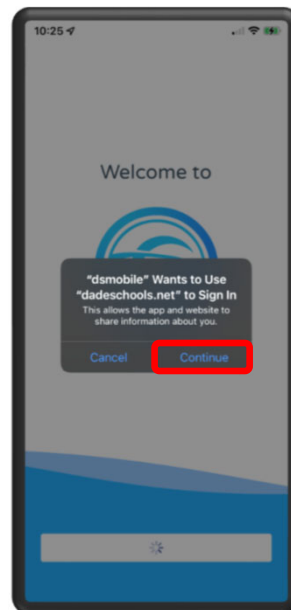 10:25
Welcome to
“dsmobile” Wants to Use
“dadeschools.net” to Sign In
This allows the app and website to
share information about you.
Cancel Continue